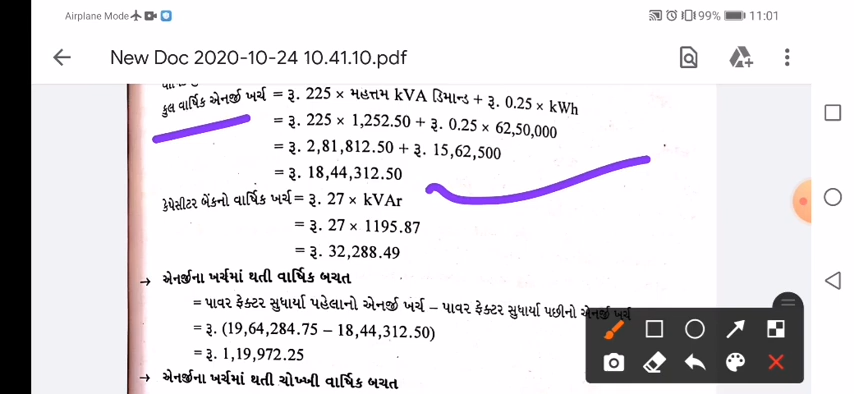 Airplane Mode 99% 11:01
New Doc 2020-10-24 10.41.10.pdf
કુલ વાર્ષિક એનર્જી ખર્ચ = રૂ. 225 × મહત્તમ kVA ડિમાન્ડ + રૂ. 0.25 × kWh
= રૂ. 225 × 1,252.50 + રૂ. 0.25 × 62,50,000
= રૂ. 2,81,812.50 + રૂ. 15,62,500
= રૂ. 18,44,312.50
કેપેસીટર બેંકનો વાર્ષિક ખર્ચ = રૂ. 27 × kVAr
= રૂ. 27 × 1195.87
= રૂ. 32,288.49
→ એનર્જીના ખર્ચમાં થતી વાર્ષિક બચત
= પાવર ફેક્ટર સુધાર્યા પહેલાનો એનર્જી ખર્ચ – પાવર ફેક્ટર સુધાર્યા પછીનો એનર્જી ખર્ચ
= રૂ. (19,64,284.75 – 18,44,312.50)
= રૂ. 1,19,972.25
→ એનર્જીના ખર્ચમાં થતી ચોખ્ખી વાર્ષિક બચત